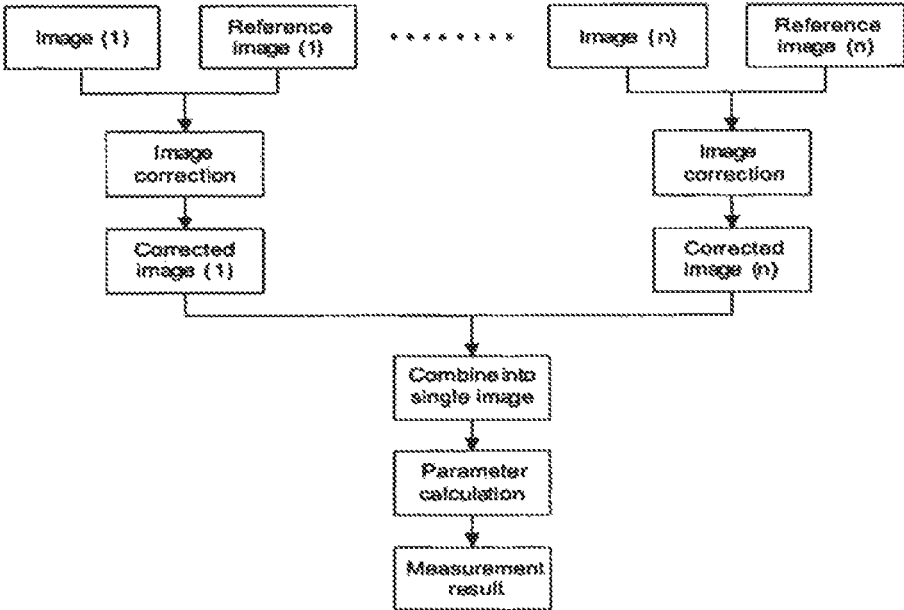 Image (1)
Reference
image (1)
Image (n)
Reference
image (n)
Image
correction
Image
correction
Corrected
image (1)
Corrected
image (n)
Combine into
single image
Parameter
calculation
Measurement
result